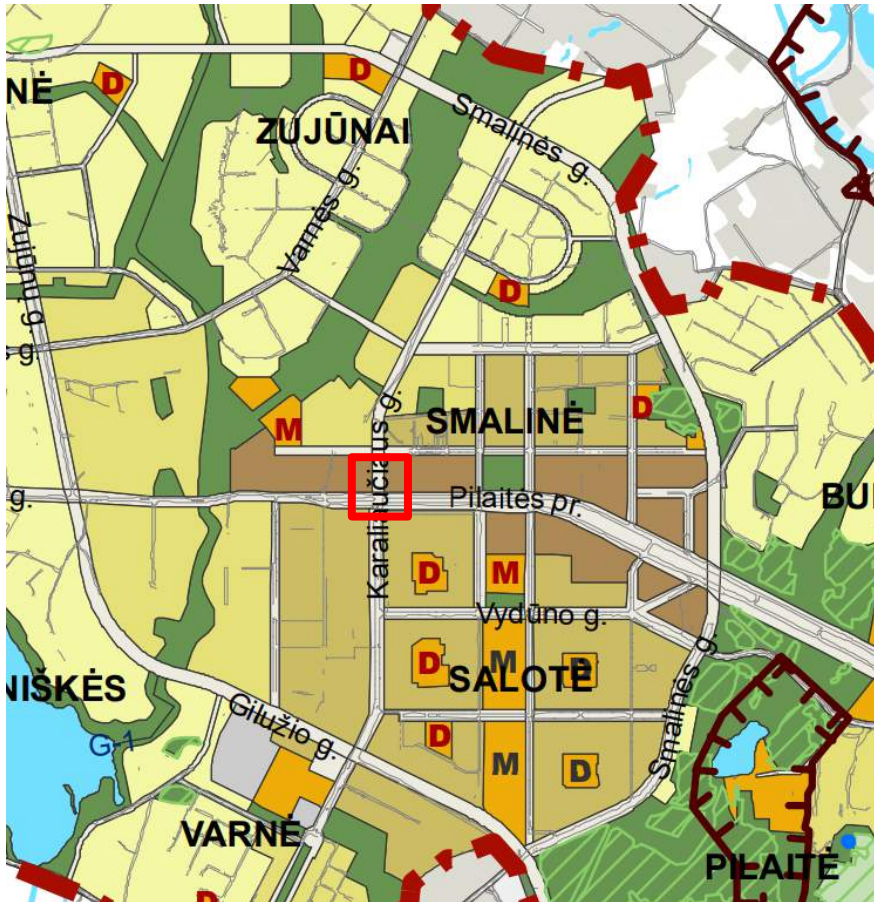 NĖ
D
D
ZUJŪNAI
Smalinės g.
Varnės g.
Zujūnų g.
g.
D
Karaliaučiaus g.
M
SMALINĖ
D
g.
Pilaitės pr.
BU
D
M
Vydūno g.
D
M
D
SALOTĖ
NIŠKĖS
G-1
Gilužio g.
D
M
D
Smalinės g.
VARNĖ
PILAITĖ
D